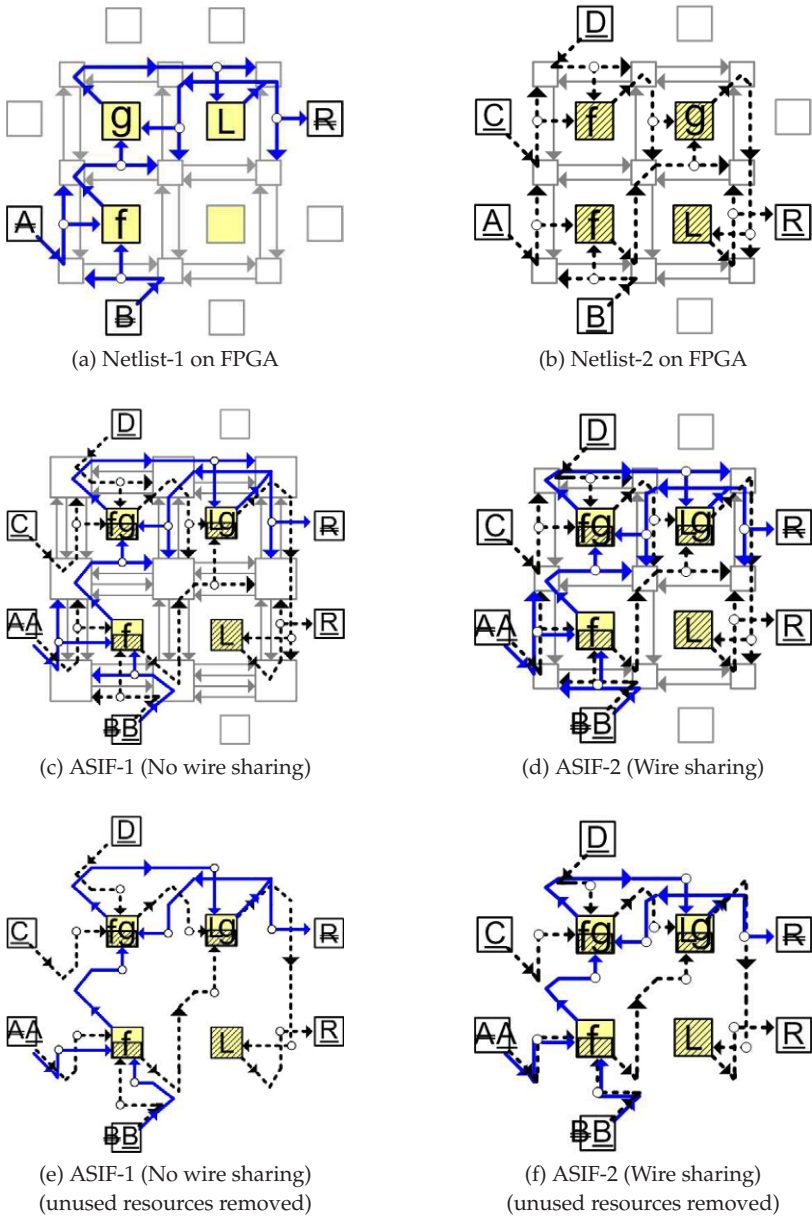 g L R
A f
B
(a) Netlist-1 on FPGA
D
C f g
A f L R
B
(b) Netlist-2 on FPGA
D
C fg Lg R
AA f L R
BB
(c) ASIF-1 (No wire sharing)
D
C fg Lg R
AA f L R
BB
(d) ASIF-2 (Wire sharing)
D
C fg Lg R
AA f L R
BB
(e) ASIF-1 (No wire sharing)
(unused resources removed)
D
C fg Lg R
AA f L R
BB
(f) ASIF-2 (Wire sharing)
(unused resources removed)